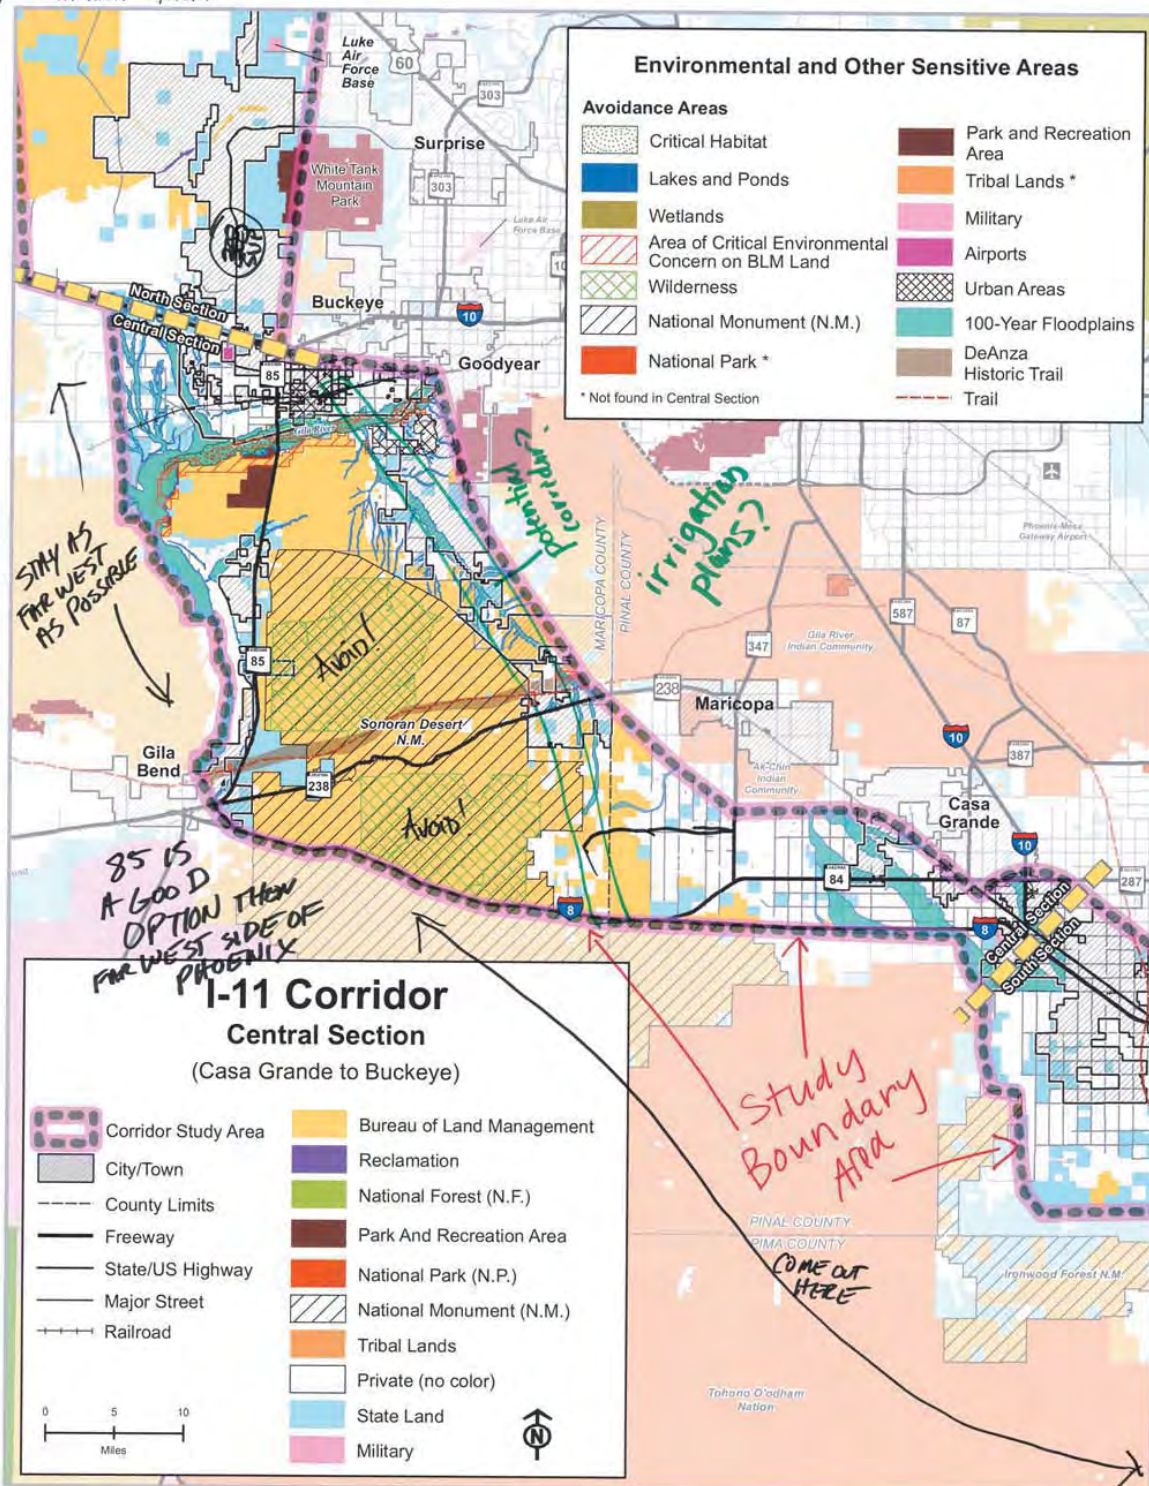 Luke
Air
Force
Base
60
303
Surprise
303
White Tank
Mountain
Park
Luke Air
Force Base
10
North Section
Central Section
Buckeye
10
Goodyear
85
Gila River
Environmental and Other Sensitive Areas
Avoidance Areas
Critical Habitat
Lakes and Ponds
Wetlands
Area of Critical Environmental
Concern on BLM Land
Wilderness
National Monument (N.M.)
National Park *
* Not found in Central Section
Park and Recreation
Area
Tribal Lands *
Military
Airports
Urban Areas
100-Year Floodplains
DeAnza
Historic Trail
Trail
STAY AS
FAR WEST
AS POSSIBLE
potential
corridor?
irrigation
plans?
MARICOPA COUNTY
PINAL COUNTY
Phoenix-Mesa
Gateway Airport
587
87
347
Gila River
Indian Community
AVOID!
85
238
Maricopa
Sonoran Desert
N.M.
10
387
Gila
Bend
238
Ak-Chin
Indian
Community
Casa
Grande
AVOID!
10
84
287
8
8
Central Section
South Section
85 IS
A GOOD
OPTION THEN
FAR WEST SIDE OF
PHOENIX
Study
Boundary
Area
PINAL COUNTY
PIMA COUNTY
COME OUT
HERE
Ironwood Forest N.M.
Tohono O'odham
Nation
I-11 Corridor
Central Section
(Casa Grande to Buckeye)
Corridor Study Area
City/Town
County Limits
Freeway
State/US Highway
Major Street
Railroad
Bureau of Land Management
Reclamation
National Forest (N.F.)
Park And Recreation Area
National Park (N.P.)
National Monument (N.M.)
Tribal Lands
Private (no color)
State Land
Military
0 5 10
Miles
N